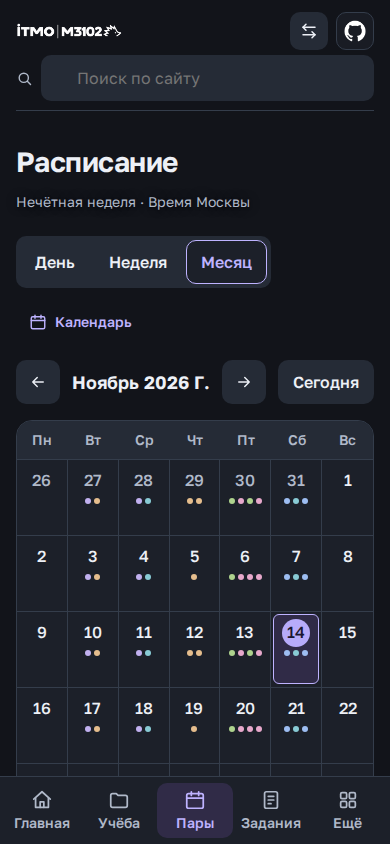 iTMO | M3102
Поиск по сайту
Расписание
Нечётная неделя · Время Москвы
День Неделя Месяц
Календарь
Ноябрь 2026 Г. Сегодня
Пн Вт Ср Чт Пт Сб Вс
26 27 28 29 30 31 1
2 3 4 5 6 7 8
9 10 11 12 13 14 15
16 17 18 19 20 21 22
Главная Учёба Пары Задания Ещё